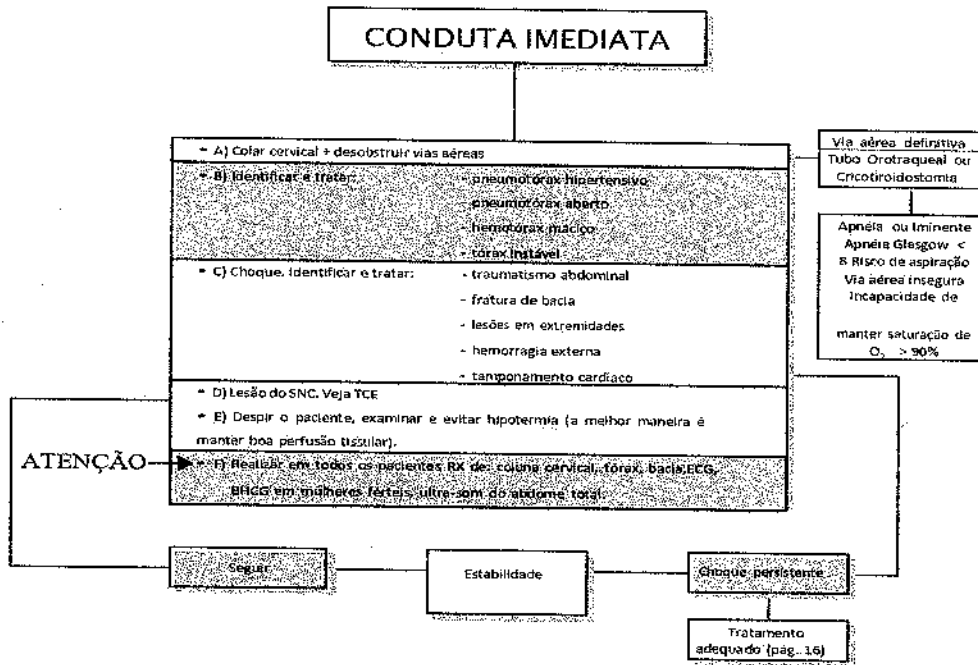 CONDUTA IMEDIATA
- A) Colar cervical + desobstruir vias aéreas
- B) Identificar e tratar: - pneumotórax hipertensivo
pneumotórax aberto
- hemotórax maciço
- tórax instável
- C) Choque. Identificar e tratar: - traumatismo abdominal
- fratura de bacia
- lesões em extremidades
- hemorragia externa
- tamponamento cardíaco
- D) Lesão do SNC. Veja TCE
- E) Despir o paciente, examinar e evitar hipotermia (a melhor maneira é
manter boa perfusão tissular).
- F) Realizar em todos os pacientes RX de: coluna cervical, tórax, bacia,ECG,
BHCG em mulheres férteis, ultra-som do abdome total.
Via aérea definitiva
Tubo Orotraqueal ou
Cricotiroidostomia
Apnéia ou Iminente
Apnéia Glasgow <
8 Risco de aspiração
Via aérea insegura
Incapacidade de
manter saturação de
O₂ > 90%
ATENÇÃO
Seguir
Estabilidade
Choque persistente
Tratamento
adequado (pág. 16)